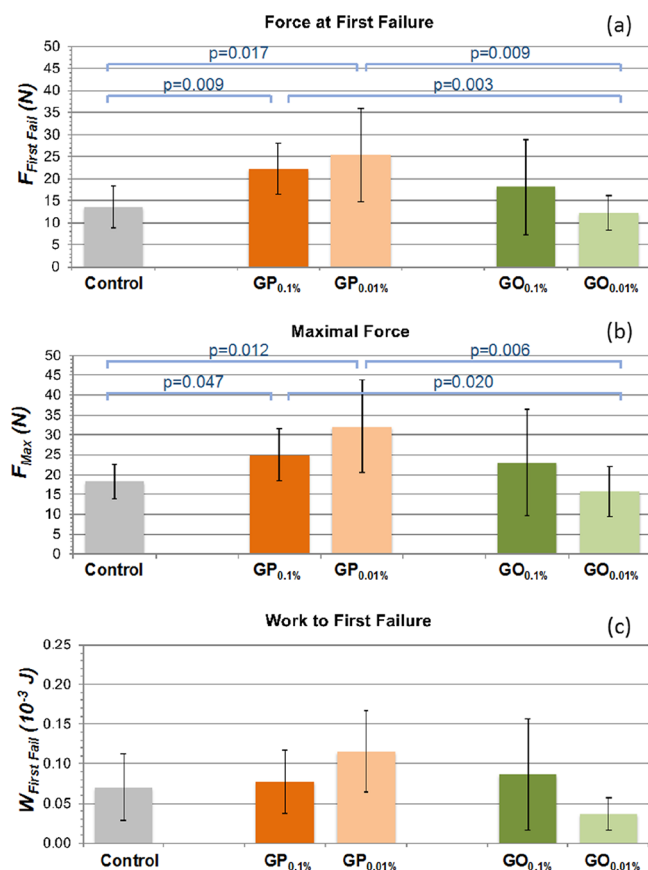 Force at First Failure
(a)
F First Fail (N)
50
45
40
35
30
25
20
15
10
5
0
p=0.017
p=0.009
p=0.009
p=0.003
Control
GP0.1%
GP0.01%
GO0.1%
GO0.01%
Maximal Force
(b)
F Max (N)
50
45
40
35
30
25
20
15
10
5
0
p=0.012
p=0.006
p=0.047
p=0.020
Control
GP0.1%
GP0.01%
GO0.1%
GO0.01%
Work to First Failure
(c)
W First Fail (10-3 J)
0.25
0.20
0.15
0.10
0.05
0.00
Control
GP0.1%
GP0.01%
GO0.1%
GO0.01%